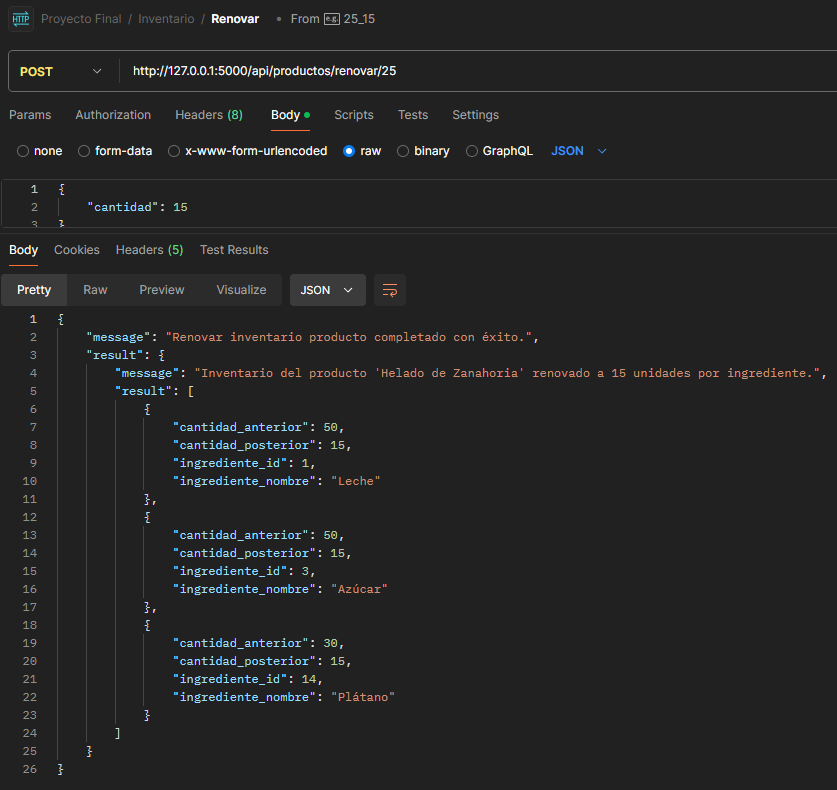 HTTP Proyecto Final / Inventario / Renovar • From e.g. 25_15
POST http://127.0.0.1:5000/api/productos/renovar/25
Params Authorization Headers (8) Body Scripts Tests Settings
none form-data x-www-form-urlencoded raw binary GraphQL JSON
1 {
2 "cantidad": 15
3 }
Body Cookies Headers (5) Test Results
Pretty Raw Preview Visualize JSON
1 {
2 "message": "Renovar inventario producto completado con éxito.",
3 "result": {
4 "message": "Inventario del producto 'Helado de Zanahoria' renovado a 15 unidades por ingrediente.",
5 "result": [
6 {
7 "cantidad_anterior": 50,
8 "cantidad_posterior": 15,
9 "ingrediente_id": 1,
10 "ingrediente_nombre": "Leche"
11 },
12 {
13 "cantidad_anterior": 50,
14 "cantidad_posterior": 15,
15 "ingrediente_id": 3,
16 "ingrediente_nombre": "Azúcar"
17 },
18 {
19 "cantidad_anterior": 30,
20 "cantidad_posterior": 15,
21 "ingrediente_id": 14,
22 "ingrediente_nombre": "Plátano"
23 }
24 ]
25 }
26 }